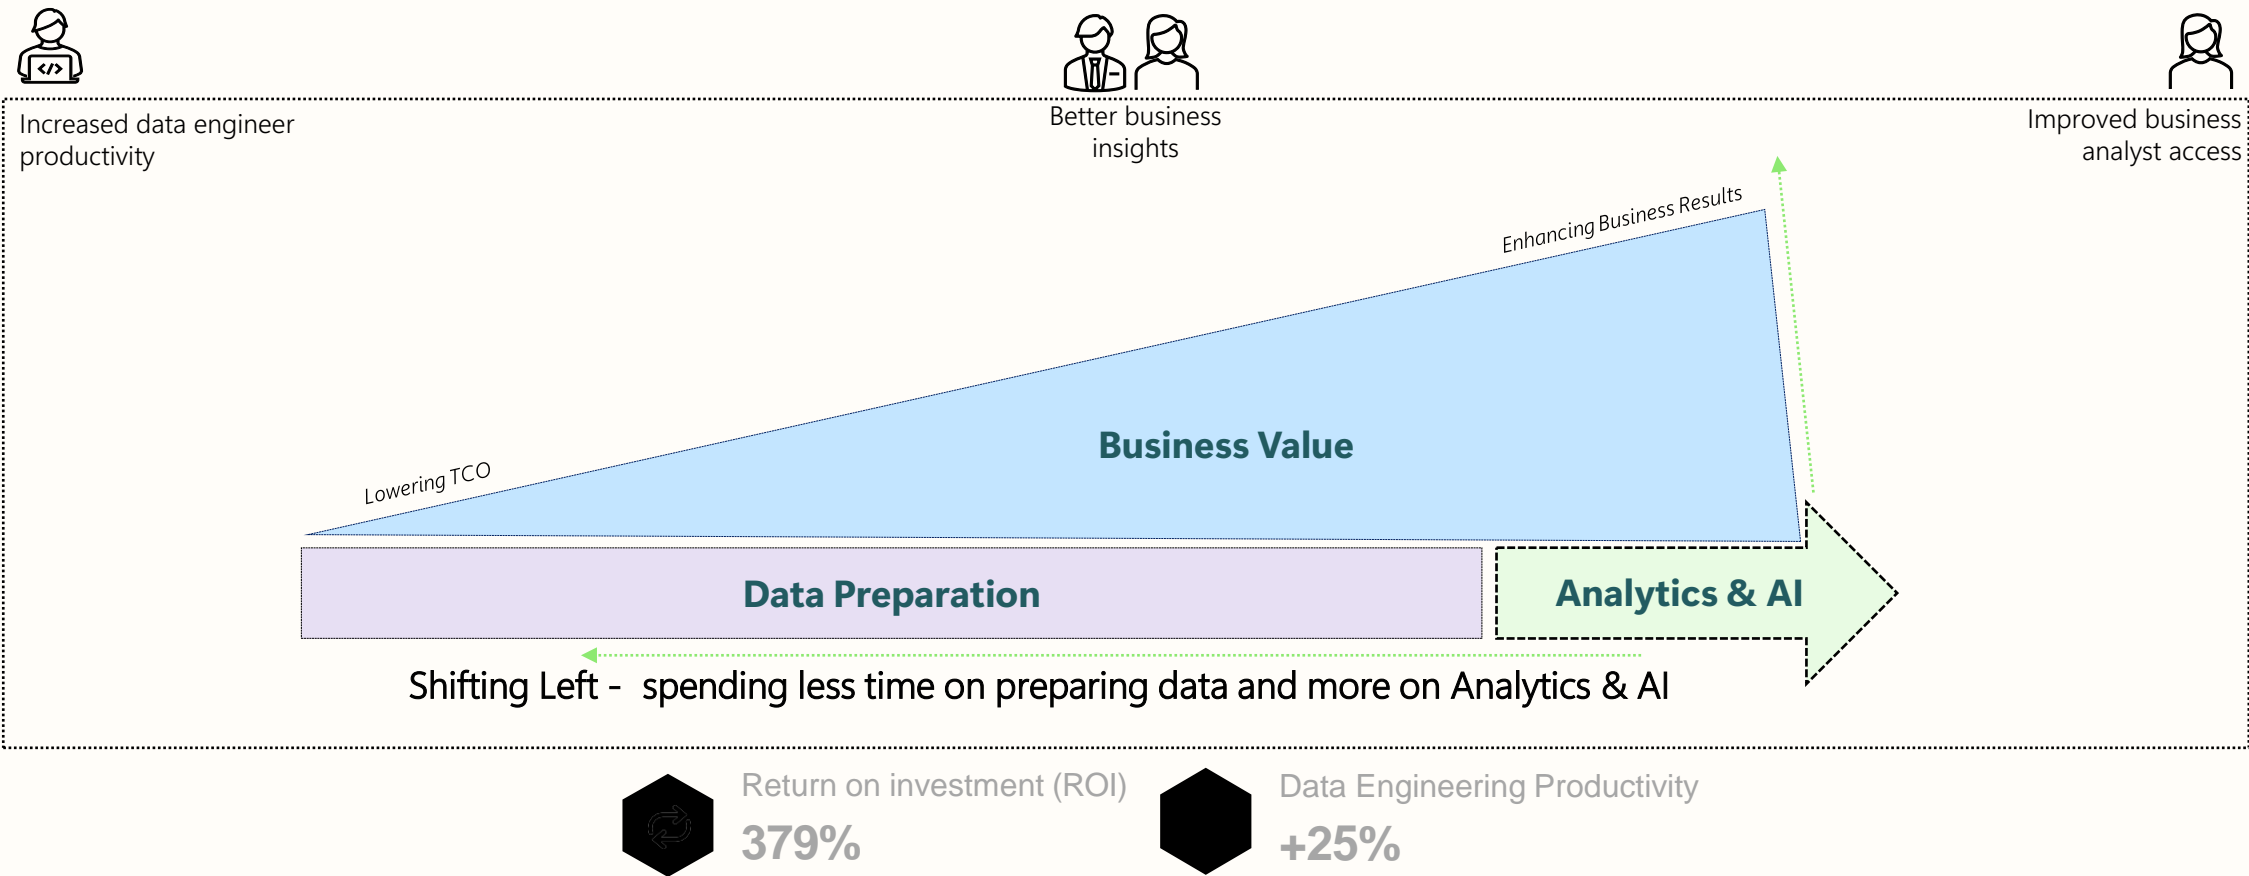 </>
Increased data engineer
productivity
Better business
insights
Improved business
analyst access
Enhancing Business Results
Lowering TCO
Business Value
Data Preparation
Analytics & AI
Shifting Left - spending less time on preparing data and more on Analytics & AI
Return on investment (ROI)
379%
Data Engineering Productivity
+25%